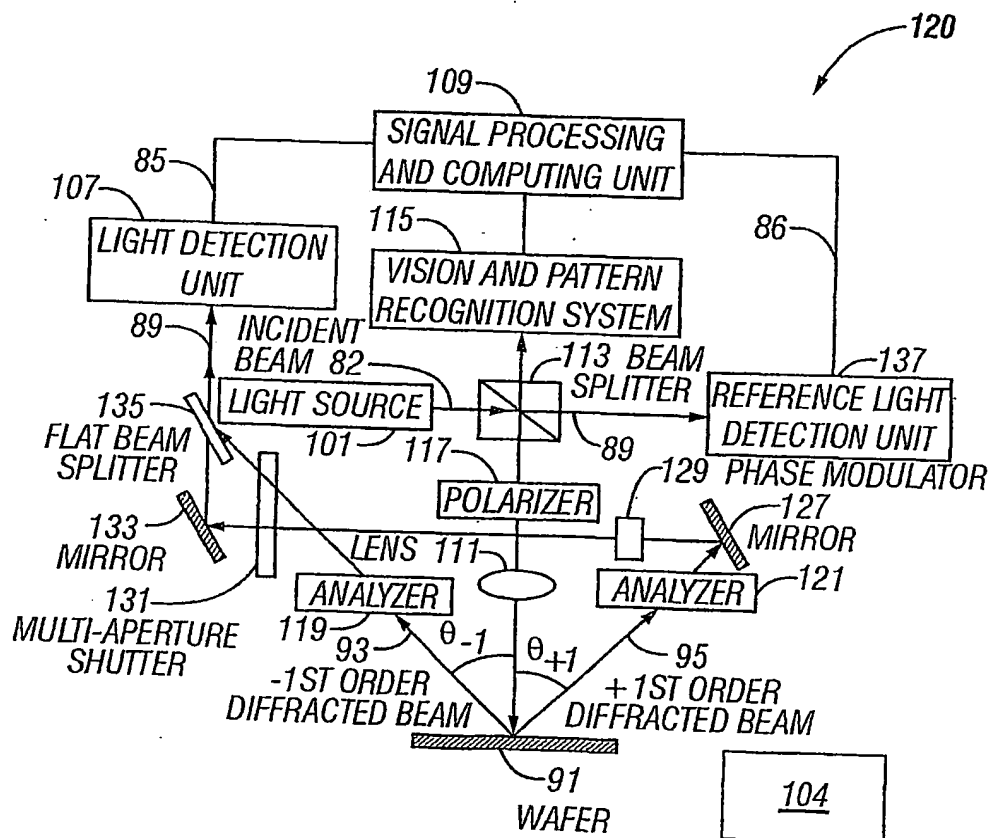 120
109
SIGNAL PROCESSING
AND COMPUTING UNIT
85
107
LIGHT DETECTION
UNIT
115
VISION AND PATTERN
RECOGNITION SYSTEM
86
89
INCIDENT
BEAM 82
113 BEAM
SPLITTER
137
LIGHT SOURCE
101
89
REFERENCE LIGHT
DETECTION UNIT
135
FLAT BEAM
SPLITTER
117
POLARIZER
PHASE MODULATOR
129
127
MIRROR
133
MIRROR
LENS
111
131
MULTI-APERTURE
SHUTTER
ANALYZER
119
ANALYZER
121
93
θ-1
θ+1
95
-1ST ORDER
DIFFRACTED BEAM
+1ST ORDER
DIFFRACTED BEAM
91
WAFER
104